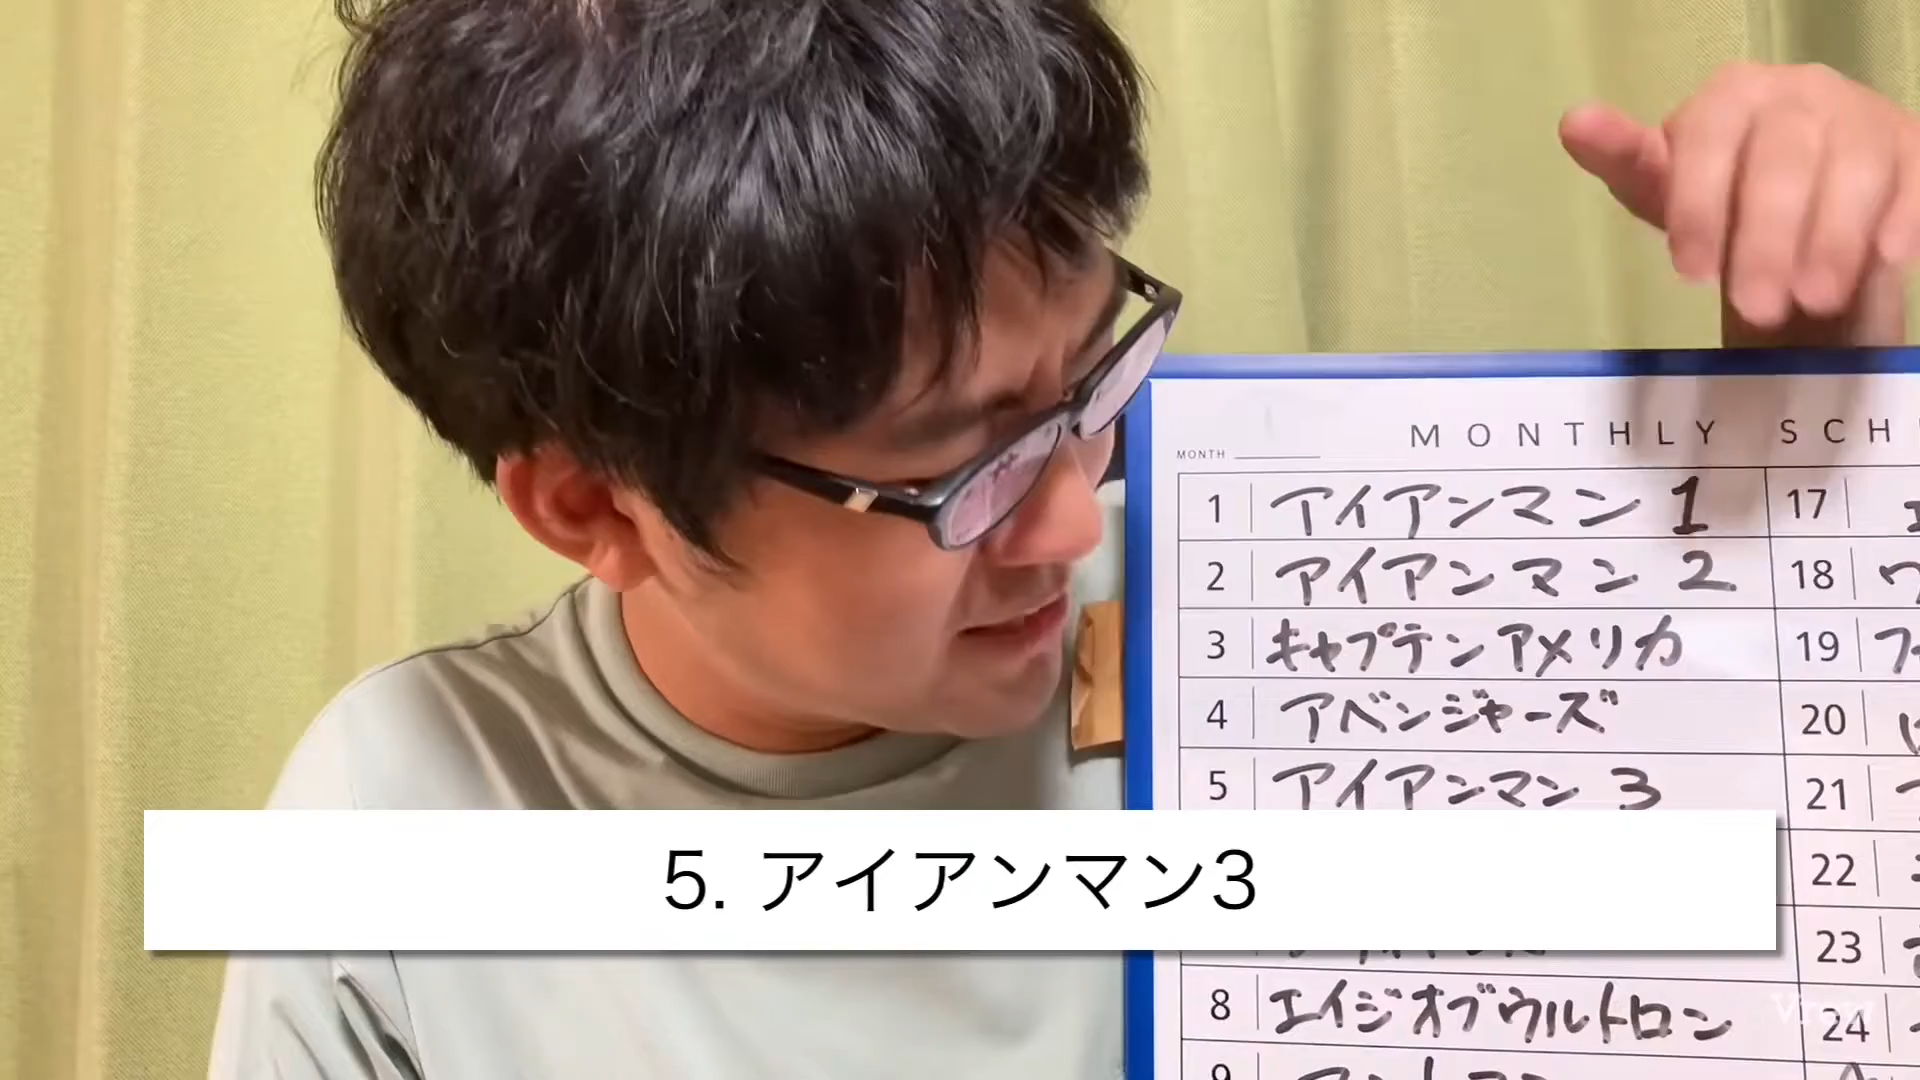 MONTHLY SCH
MONTH
1 アイアンマン 1
2 アイアンマン 2
3 キャプテンアメリカ
4 アベンジャーズ
5 アイアンマン 3
8 エイジオブウルトロン
9
17
18
19
20
21
22
23
24
5. アイアンマン3
Vrew